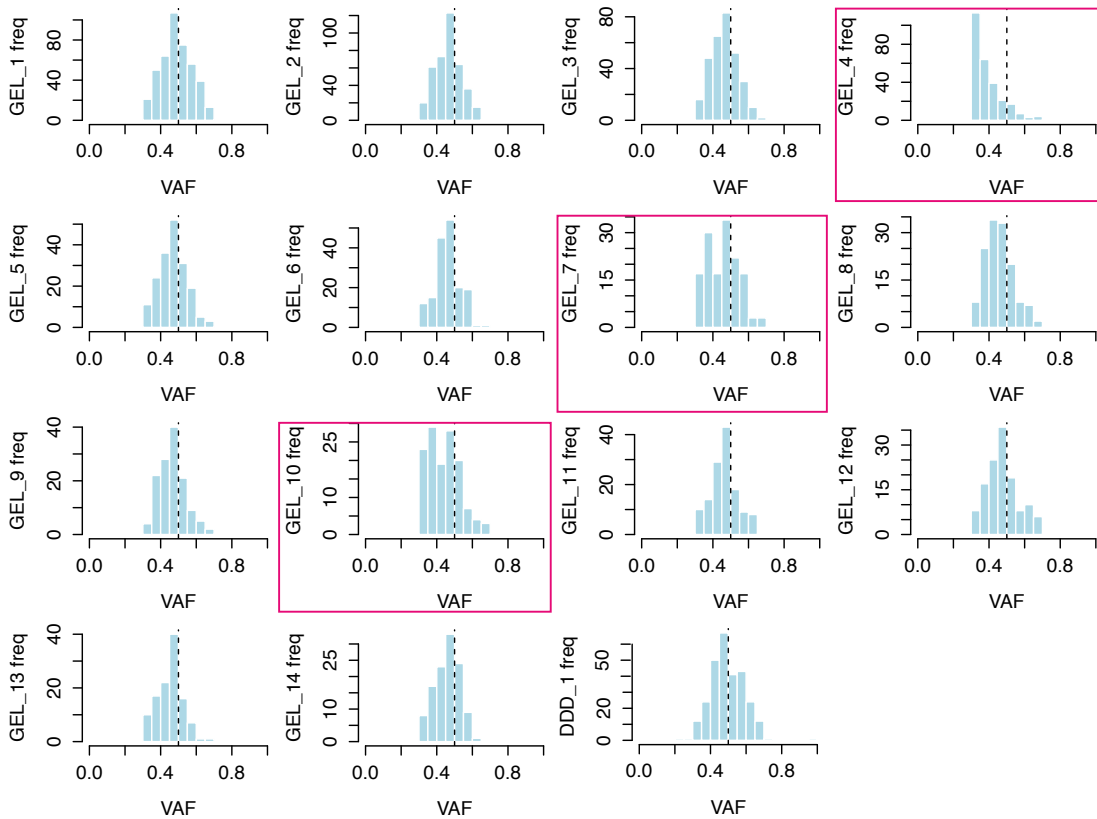 GEL_1 freq
0 40 80
0.0 0.4 0.8
VAF
GEL_2 freq
0 40 80 120
0.0 0.4 0.8
VAF
GEL_3 freq
0 20 40 60 80
0.0 0.4 0.8
VAF
GEL_4 freq
0 40 80
0.0 0.4 0.8
VAF
GEL_5 freq
0 20 40
0.0 0.4 0.8
VAF
GEL_6 freq
0 20 40
0.0 0.4 0.8
VAF
GEL_7 freq
0 15 30
0.0 0.4 0.8
VAF
GEL_8 freq
0 15 30
0.0 0.4 0.8
VAF
GEL_9 freq
0 20 40
0.0 0.4 0.8
VAF
GEL_10 freq
0 10 25
0.0 0.4 0.8
VAF
GEL_11 freq
0 20 40
0.0 0.4 0.8
VAF
GEL_12 freq
0 15 30
0.0 0.4 0.8
VAF
GEL_13 freq
0 20 40
0.0 0.4 0.8
VAF
GEL_14 freq
0 10 25
0.0 0.4 0.8
VAF
DDD_1 freq
0 20 50
0.0 0.4 0.8
VAF